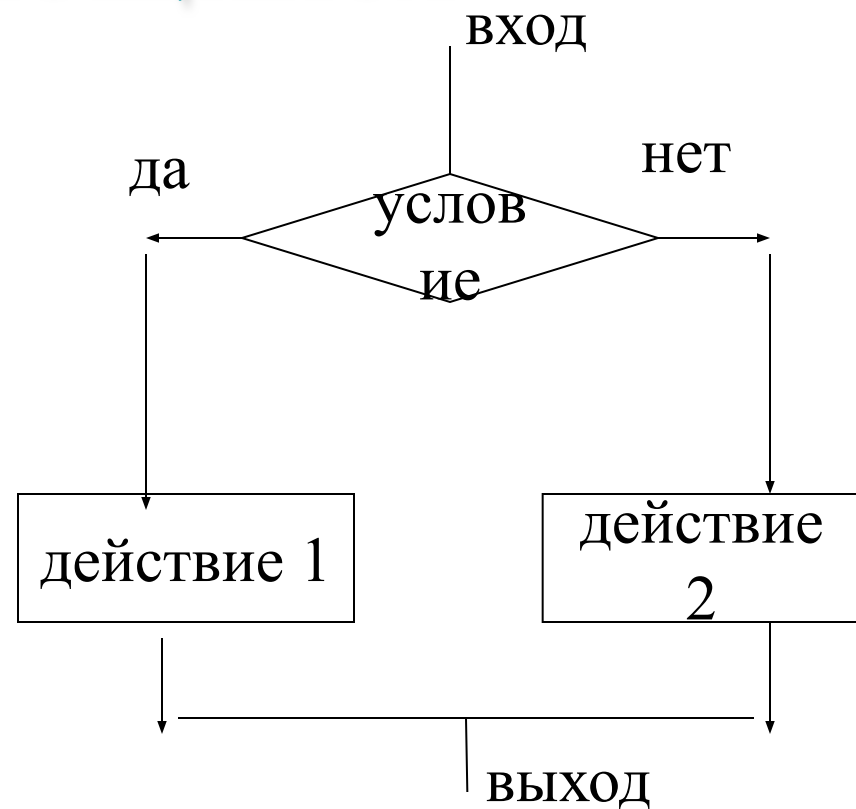 вход
да
нет
услов
ие
действие 1
действие
2
выход